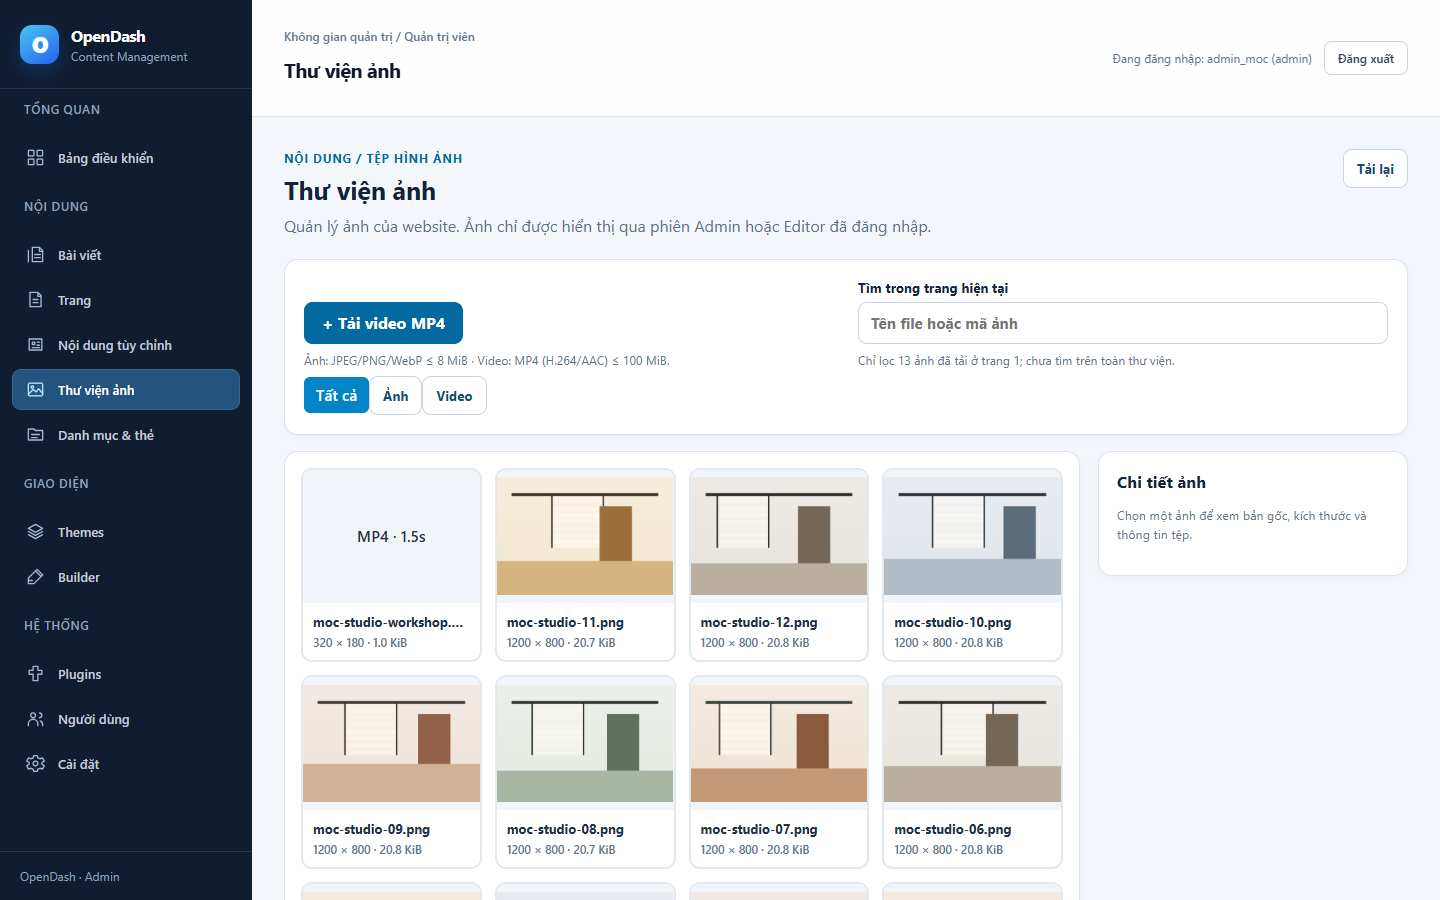 O
OpenDash
Content Management
TỔNG QUAN
Bảng điều khiển
NỘI DUNG
Bài viết
Trang
Nội dung tùy chỉnh
Thư viện ảnh
Danh mục & thẻ
GIAO DIỆN
Themes
Builder
HỆ THỐNG
Plugins
Người dùng
Cài đặt
OpenDash · Admin
Không gian quản trị / Quản trị viên
Thư viện ảnh
Đang đăng nhập: admin_moc (admin)
Đăng xuất
NỘI DUNG / TỆP HÌNH ẢNH
Thư viện ảnh
Quản lý ảnh của website. Ảnh chỉ được hiển thị qua phiên Admin hoặc Editor đã đăng nhập.
Tải lại
+ Tải video MP4
Ảnh: JPEG/PNG/WebP ≤ 8 MiB · Video: MP4 (H.264/AAC) ≤ 100 MiB.
Tất cả
Ảnh
Video
Tìm trong trang hiện tại
Tên file hoặc mã ảnh
Chỉ lọc 13 ảnh đã tải ở trang 1; chưa tìm trên toàn thư viện.
MP4 · 1.5s
moc-studio-workshop....
320 × 180 · 1.0 KiB
moc-studio-11.png
1200 × 800 · 20.7 KiB
moc-studio-12.png
1200 × 800 · 20.8 KiB
moc-studio-10.png
1200 × 800 · 20.8 KiB
moc-studio-09.png
1200 × 800 · 20.8 KiB
moc-studio-08.png
1200 × 800 · 20.7 KiB
moc-studio-07.png
1200 × 800 · 20.8 KiB
moc-studio-06.png
1200 × 800 · 20.8 KiB
Chi tiết ảnh
Chọn một ảnh để xem bản gốc, kích thước và
thông tin tệp.